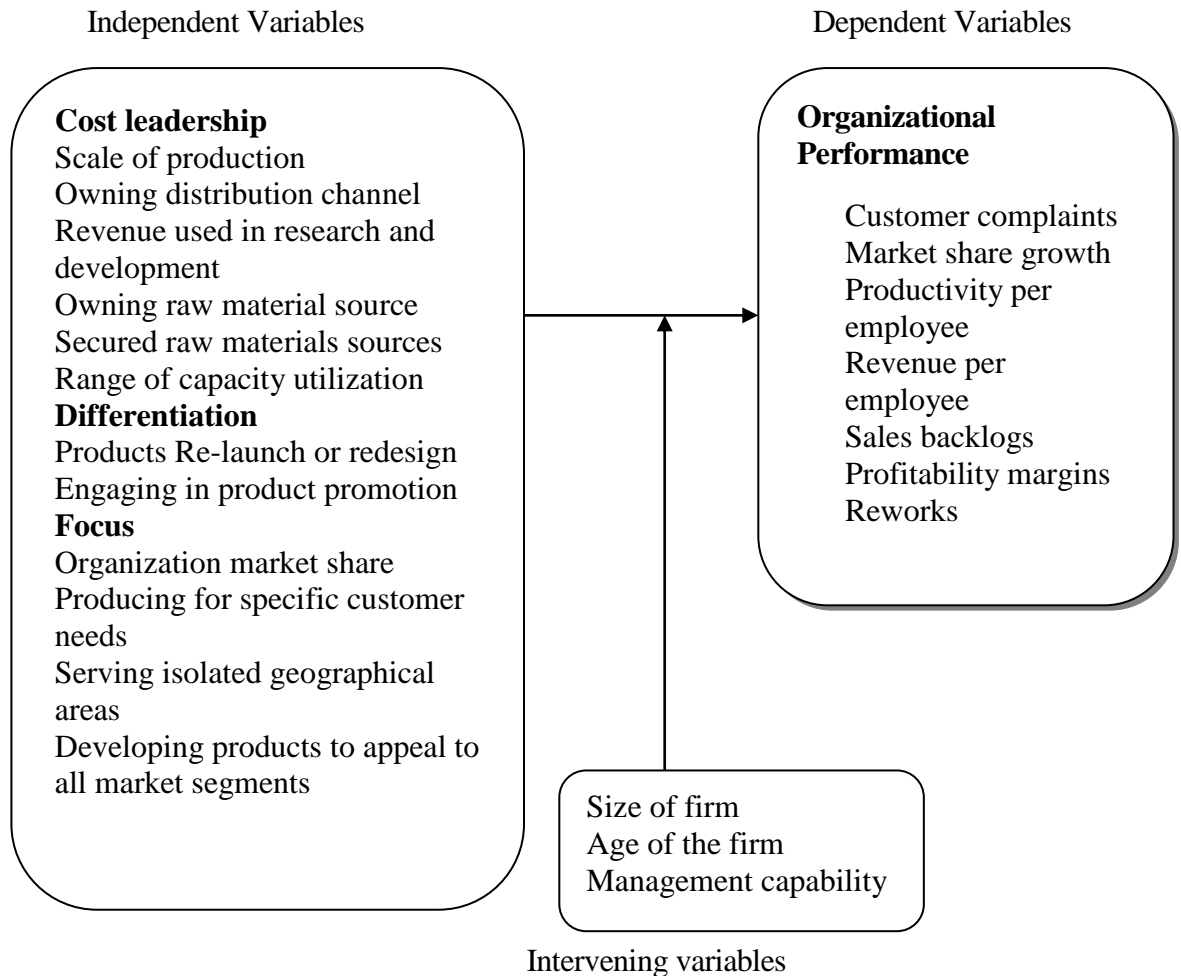 Independent Variables
Dependent Variables
Cost leadership
Scale of production
Owning distribution channel
Revenue used in research and
development
Owning raw material source
Secured raw materials sources
Range of capacity utilization
Differentiation
Products Re-launch or redesign
Engaging in product promotion
Focus
Organization market share
Producing for specific customer
needs
Serving isolated geographical
areas
Developing products to appeal to
all market segments
Organizational
Performance
Customer complaints
Market share growth
Productivity per
employee
Revenue per
employee
Sales backlogs
Profitability margins
Reworks
Size of firm
Age of the firm
Management capability
Intervening variables